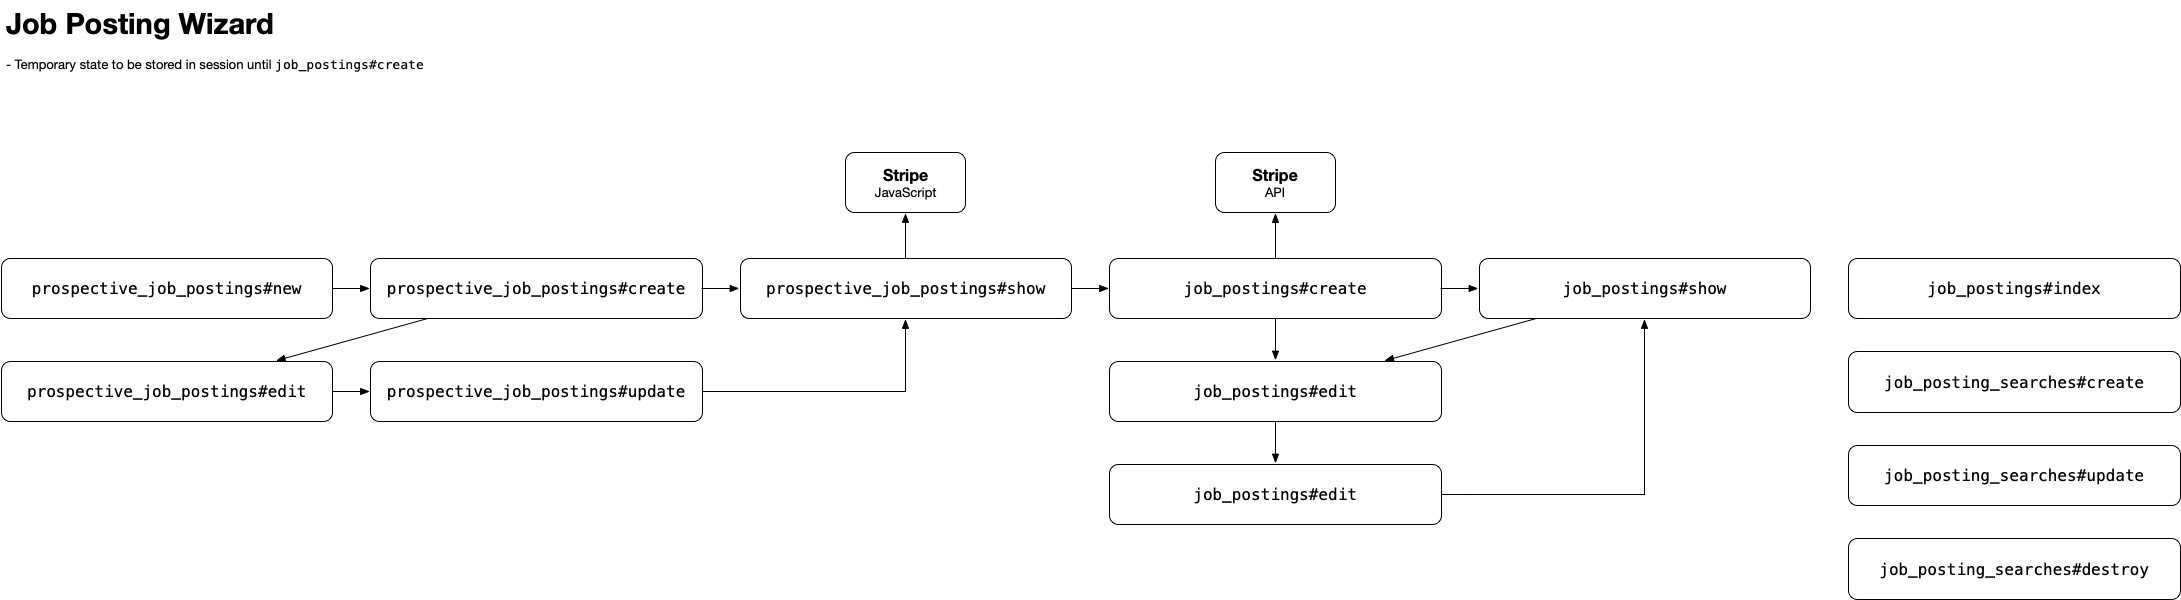 Job Posting Wizard
- Temporary state to be stored in session until job_postings#create
Stripe
JavaScript
Stripe
API
prospective_job_postings#new
prospective_job_postings#create
prospective_job_postings#show
job_postings#create
job_postings#show
job_postings#index
prospective_job_postings#edit
prospective_job_postings#update
job_postings#edit
job_posting_searches#create
job_postings#edit
job_posting_searches#update
job_posting_searches#destroy